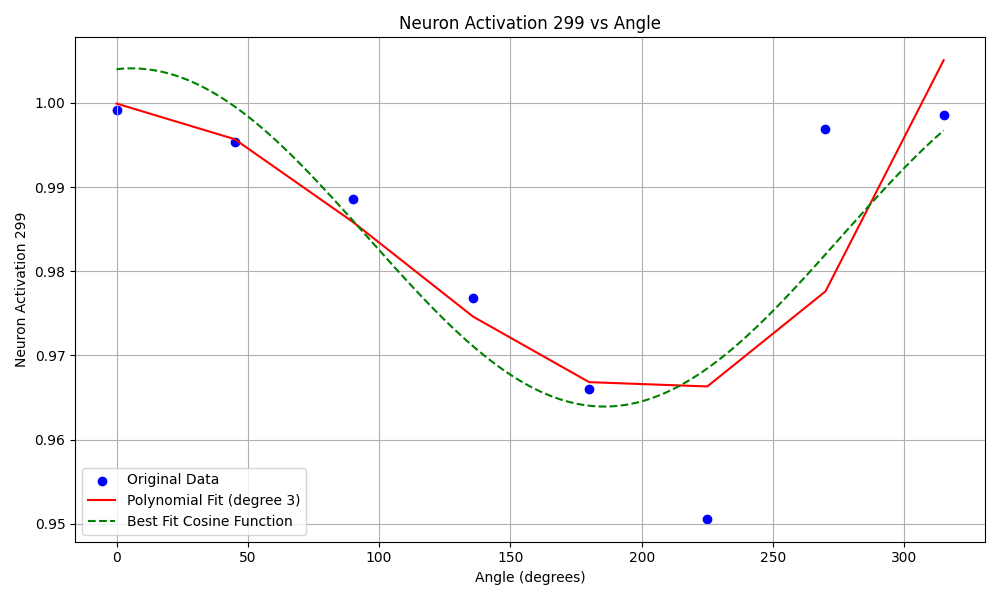 Neuron Activation 299 vs Angle
Neuron Activation 299
1.00
0.99
0.98
0.97
0.96
0.95
Original Data
Polynomial Fit (degree 3)
Best Fit Cosine Function
0 50 100 150 200 250 300
Angle (degrees)